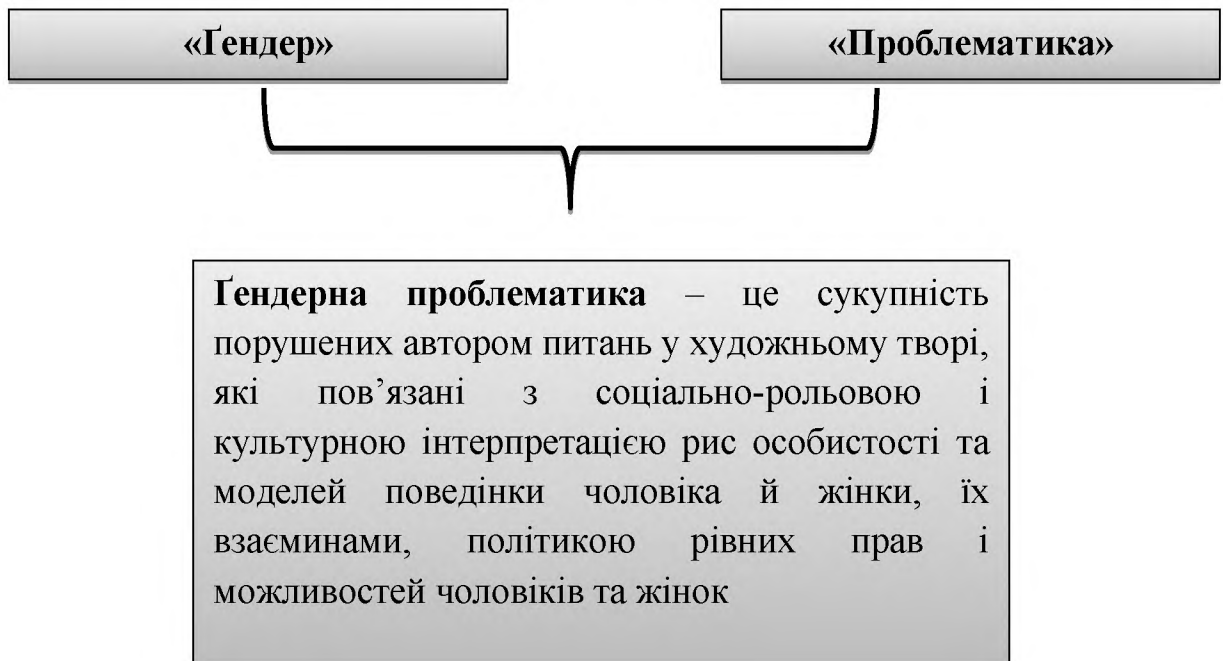 «Ґендер»
«Проблематика»
Ґендерна проблематика – це сукупність
порушених автором питань у художньому творі,
які пов’язані з соціально-рольовою і
культурною інтерпретацією рис особистості та
моделей поведінки чоловіка й жінки, їх
взаєминами, політикою рівних прав і
можливостей чоловіків та жінок